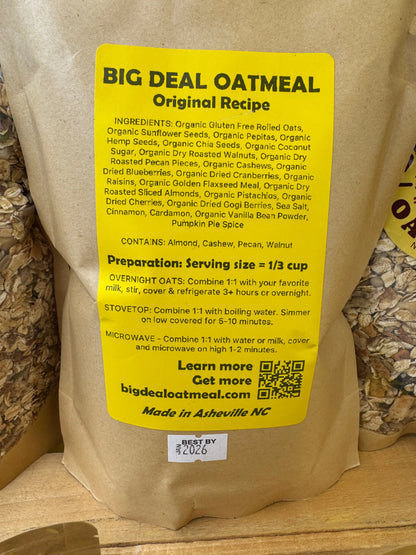 BIG DEAL OATMEAL
Original Recipe
INGREDIENTS: Organic Gluten Free Rolled Oats,
Organic Sunflower Seeds, Organic Pepitas, Organic
Hemp Seeds, Organic Chia Seeds, Organic Coconut
Sugar, Organic Dry Roasted Walnuts, Organic Dry
Roasted Pecan Pieces, Organic Cashews, Organic
Dried Blueberries, Organic Dried Cranberries, Organic
Raisins, Organic Golden Flaxseed Meal, Organic Dry
Roasted Sliced Almonds, Organic Pistachios, Organic
Dried Cherries, Organic Dried Gogi Berries, Sea Salt,
Cinnamon, Cardamon, Organic Vanilla Bean Powder,
Pumpkin Pie Spice
CONTAINS: Almond, Cashew, Pecan, Walnut
Preparation: Serving size = 1/3 cup
OVERNIGHT OATS: Combine 1:1 with your favorite
milk, stir, cover & refrigerate 3+ hours or overnight.
STOVETOP: Combine 1:1 with boiling water. Simmer
on low covered for 5-10 minutes.
MICROWAVE - Combine 1:1 with water or milk, cover
and microwave on high 1-2 minutes.
Learn more
Get more
bigdealoatmeal.com
Made in Asheville NC
BEST BY
2026